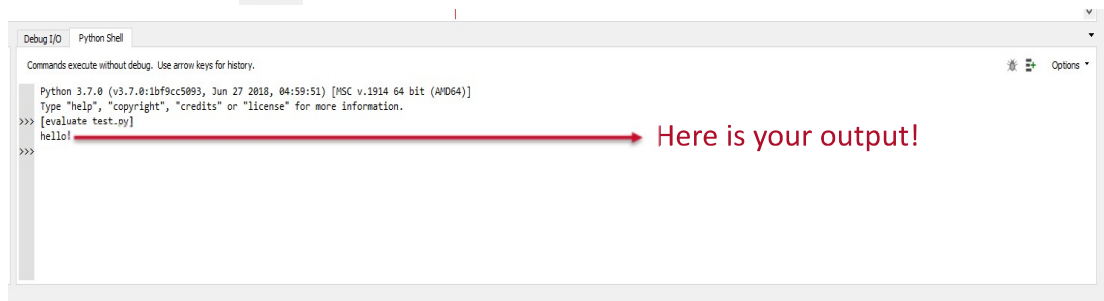 Debug I/O Python Shell
Commands execute without debug. Use arrow keys for history.
Options
Python 3.7.0 (v3.7.0:1bf9cc5093, Jun 27 2018, 04:59:51) [MSC v.1914 64 bit (AMD64)]
Type "help", "copyright", "credits" or "license" for more information.
>>> [evaluate test.py]
hello!
Here is your output!
>>>